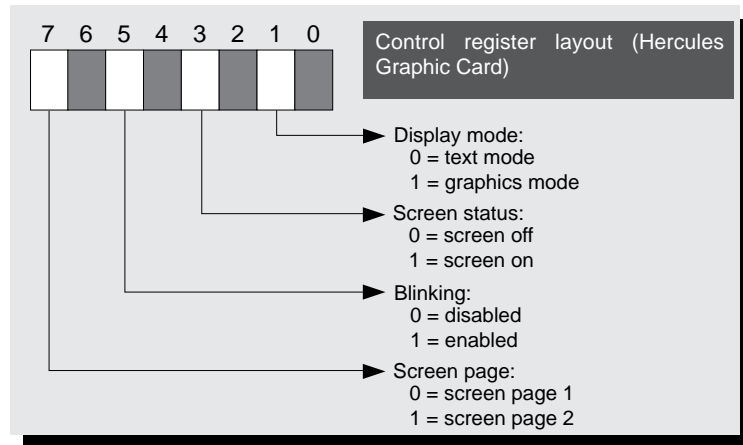 7 6 5 4 3 2 1 0
Control register layout (Hercules
Graphic Card)
Display mode:
0 = text mode
1 = graphics mode
Screen status:
0 = screen off
1 = screen on
Blinking:
0 = disabled
1 = enabled
Screen page:
0 = screen page 1
1 = screen page 2